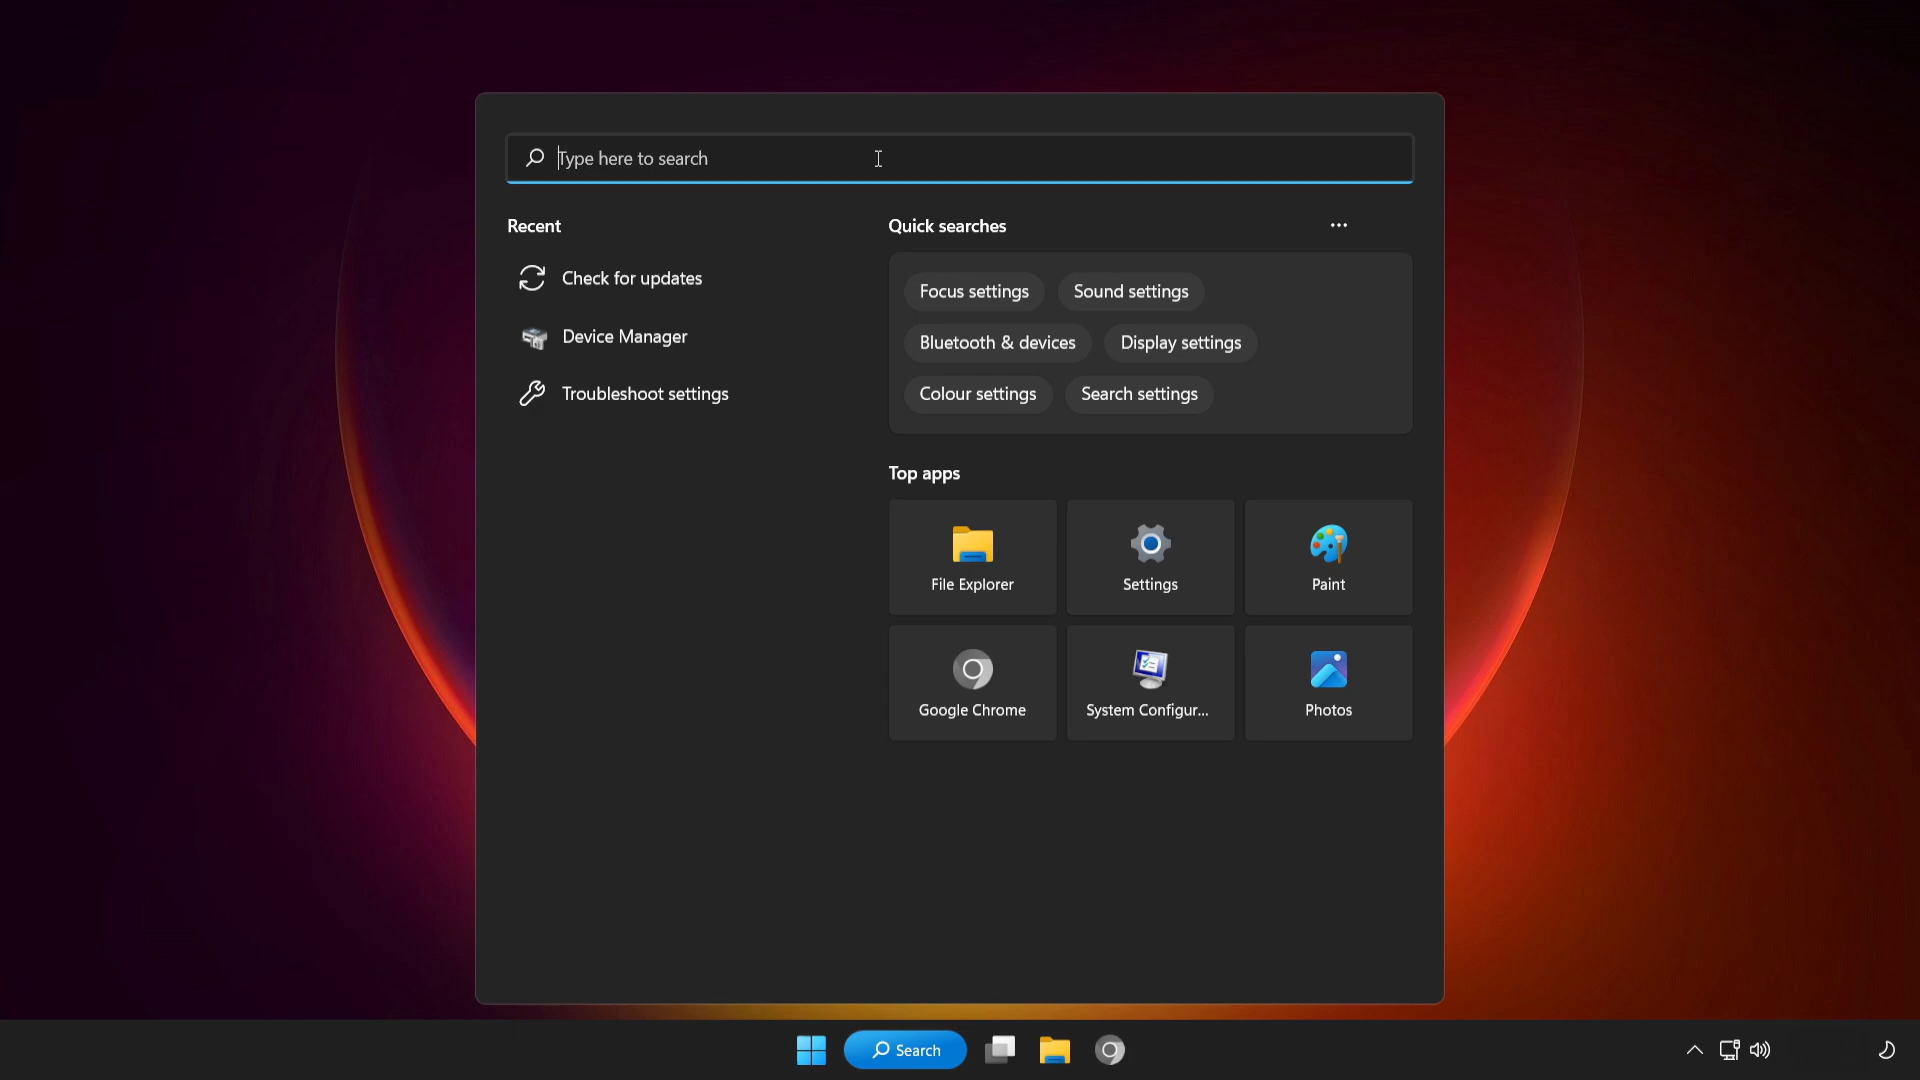 Type here to search
Recent
Check for updates
Device Manager
Troubleshoot settings
Quick searches
Focus settings
Sound settings
Bluetooth & devices
Display settings
Colour settings
Search settings
Top apps
File Explorer
Settings
Paint
Google Chrome
System Configur...
Photos
Search